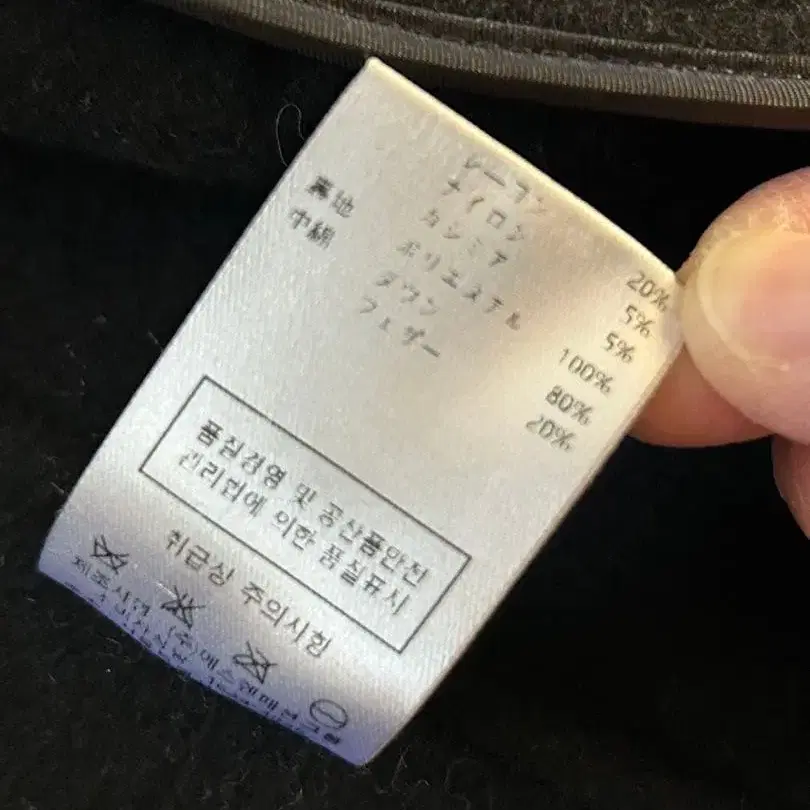 レーヨン 20%
ナイロン 5%
カシミア 5%
裏地 ポリエステル 100%
中綿 ダウン 80%
フェザー 20%
품질경영 및 공산품안전
관리법에 의한 품질표시
취급상 주의사항